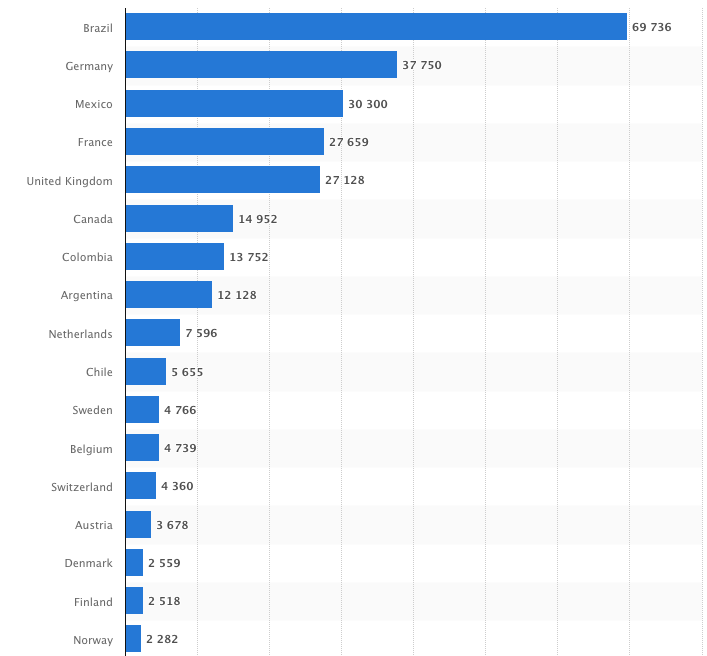 Brazil 69 736
Germany 37 750
Mexico 30 300
France 27 659
United Kingdom 27 128
Canada 14 952
Colombia 13 752
Argentina 12 128
Netherlands 7 596
Chile 5 655
Sweden 4 766
Belgium 4 739
Switzerland 4 360
Austria 3 678
Denmark 2 559
Finland 2 518
Norway 2 282